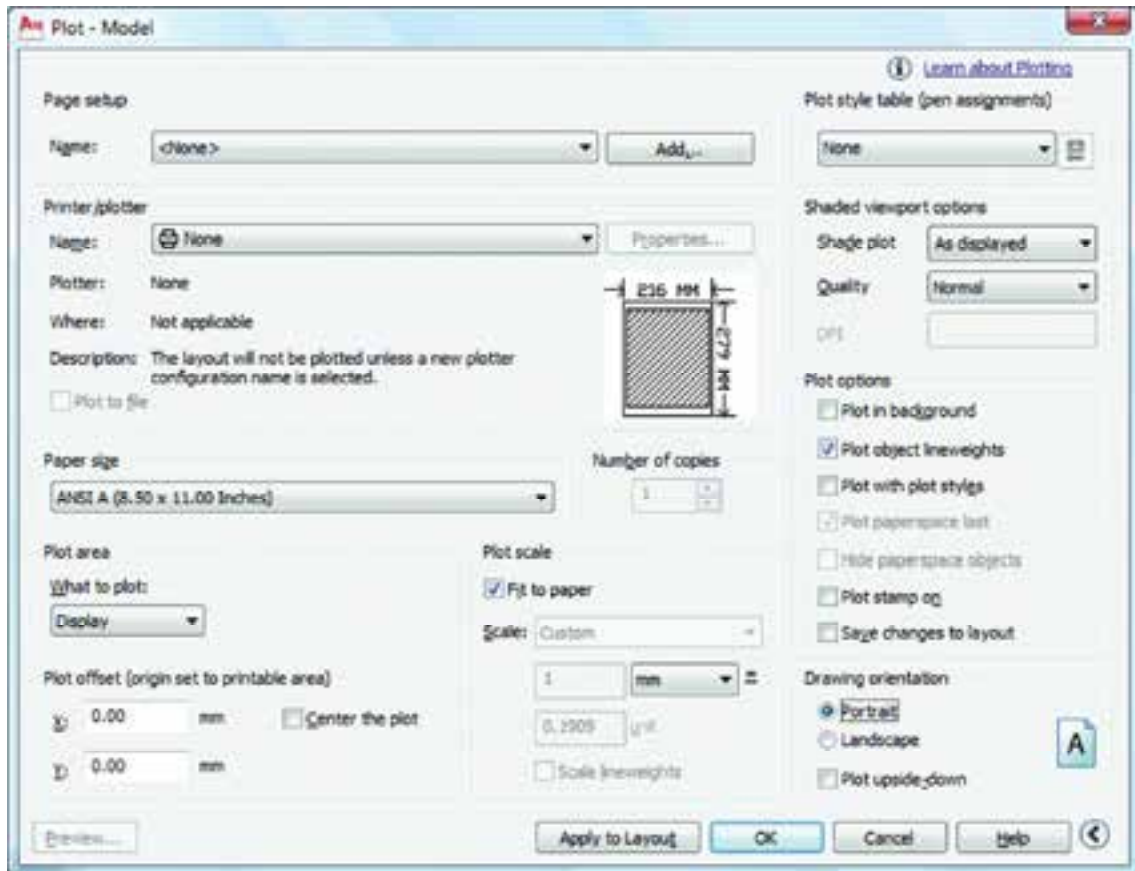 Plot - Model
Learn about Plotting
Page setup
Name: <None> Add...
Plot style table (pen assignments)
None
Printer/plotter
Name: None Properties...
Plotter: None
Where: Not applicable
Description: The layout will not be plotted unless a new plotter
configuration name is selected.
Plot to file
216 MM
279 MM
Shaded viewport options
Shade plot As displayed
Quality Normal
DPI
Paper size
ANSI A (8.50 x 11.00 Inches)
Number of copies
1
Plot options
Plot in background
Plot object lineweights
Plot with plot styles
Plot paperspace last
Hide paperspace objects
Plot stamp on
Save changes to layout
Plot area
What to plot:
Display
Plot scale
Fit to paper
Scale: Custom
1 mm =
unit
Scale lineweights
Plot offset (origin set to printable area)
X: 0.00 mm Center the plot
Y: 0.00 mm
Drawing orientation
Portrait
Landscape
Plot upside-down
A
Preview... Apply to Layout OK Cancel Help